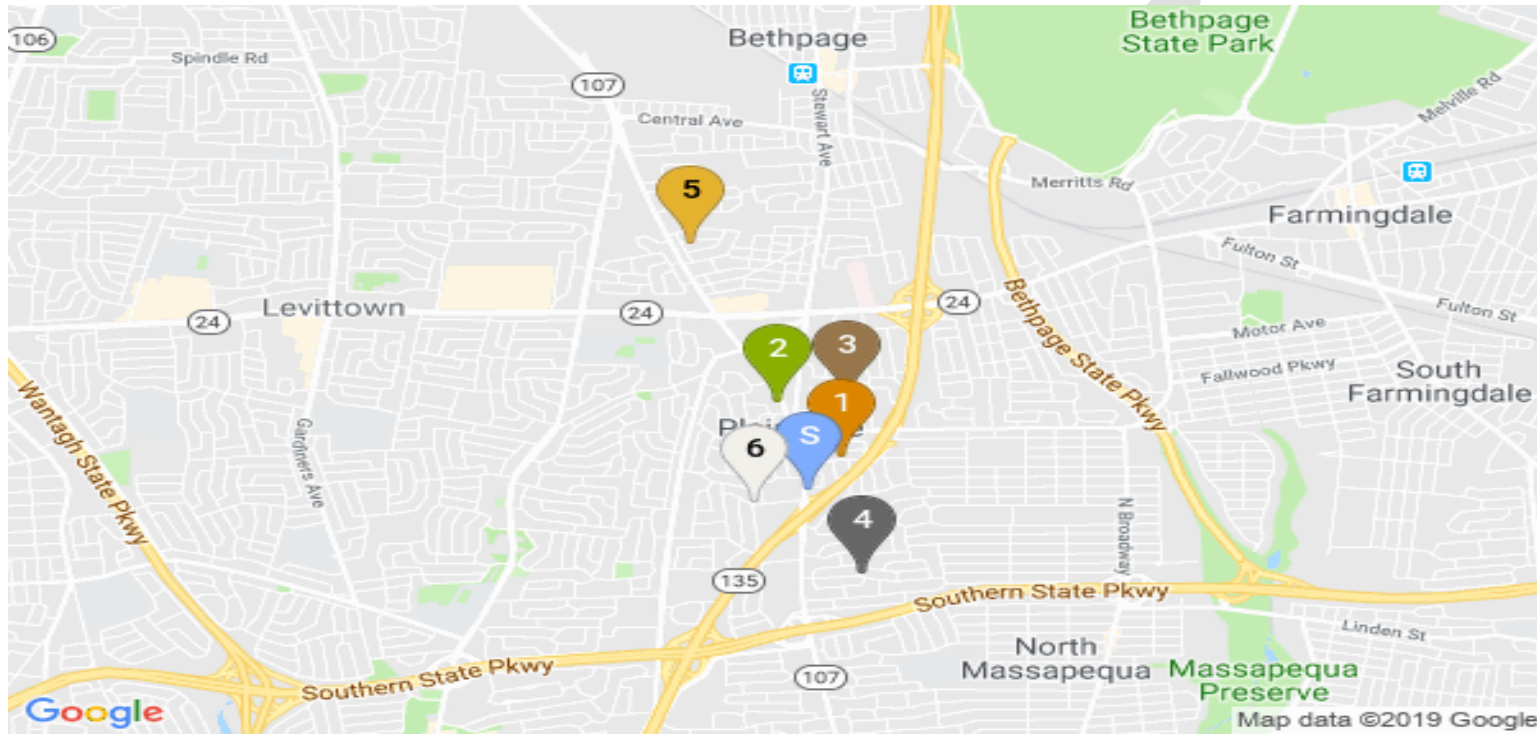 Bethpage
State Park
Bethpage
106
Spindle Rd
107
Stewart Ave
Central Ave
Melville Rd
Merritts Rd
5
Farmingdale
Fulton St
Levittown
24
24
24
Bethpage State Pkwy
Fulton St
Motor Ave
2
3
Fallwood Pkwy
South
Farmingdale
Wantagh State Pkwy
1
S
6
Gardiners Ave
4
N Broadway
135
Southern State Pkwy
Linden St
North
Massapequa
Southern State Pkwy
107
Massapequa
Preserve
Google
Map data ©2019 Google